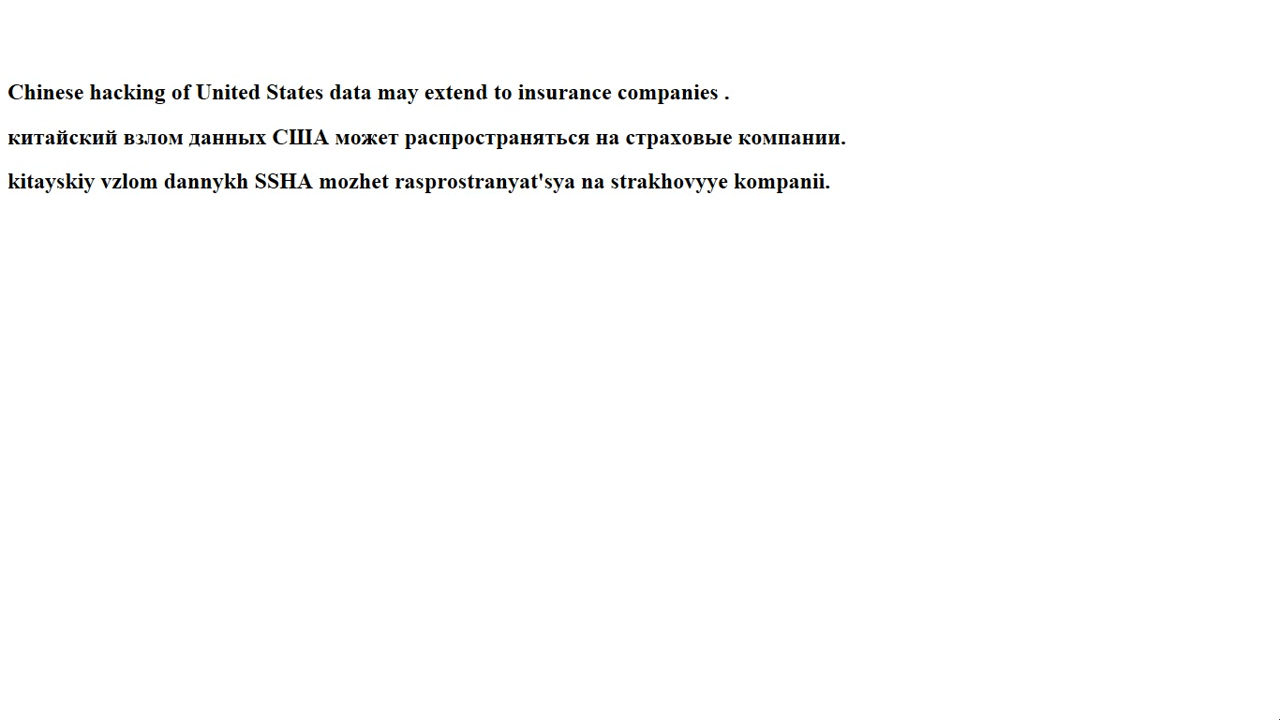 Chinese hacking of United States data may extend to insurance companies .
китайский взлом данных США может распространяться на страховые компании.
kitayskiy vzlom dannykh SSHA mozhet rasprostranyat'sya na strakhovyye kompanii.